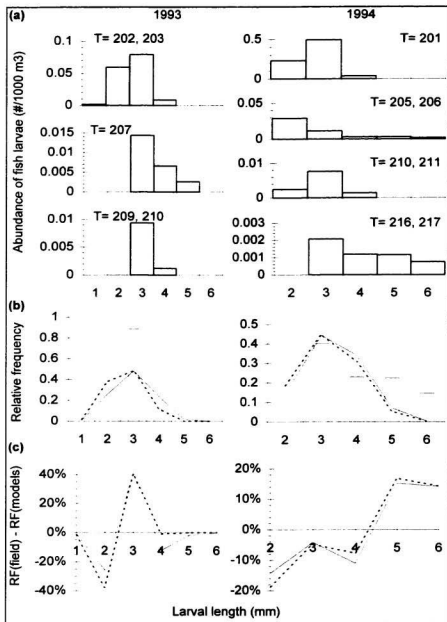 1993 1994
(a)
Abundance of fish larvae (#/1000 m3)
0.1
0.05
0
T= 202, 203
0.015
0.01
0.005
0
T= 207
0.01
0.005
0
T= 209, 210
1 2 3 4 5 6
0.5
0
T= 201
0.05
0
T= 205, 206
0.01
0
T= 210, 211
0.003
0.002
0.001
0
T= 216, 217
2 3 4 5 6
(b)
Relative frequency
1
0.8
0.6
0.4
0.2
0
1 2 3 4 5 6
0.5
0.4
0.3
0.2
0.1
0
2 3 4 5 6
(c)
RF(field) - RF(models)
40%
20%
0%
-20%
-40%
1 2 3 4 5 6
20%
10%
0%
-10%
-20%
2 3 4 5 6
Larval length (mm)